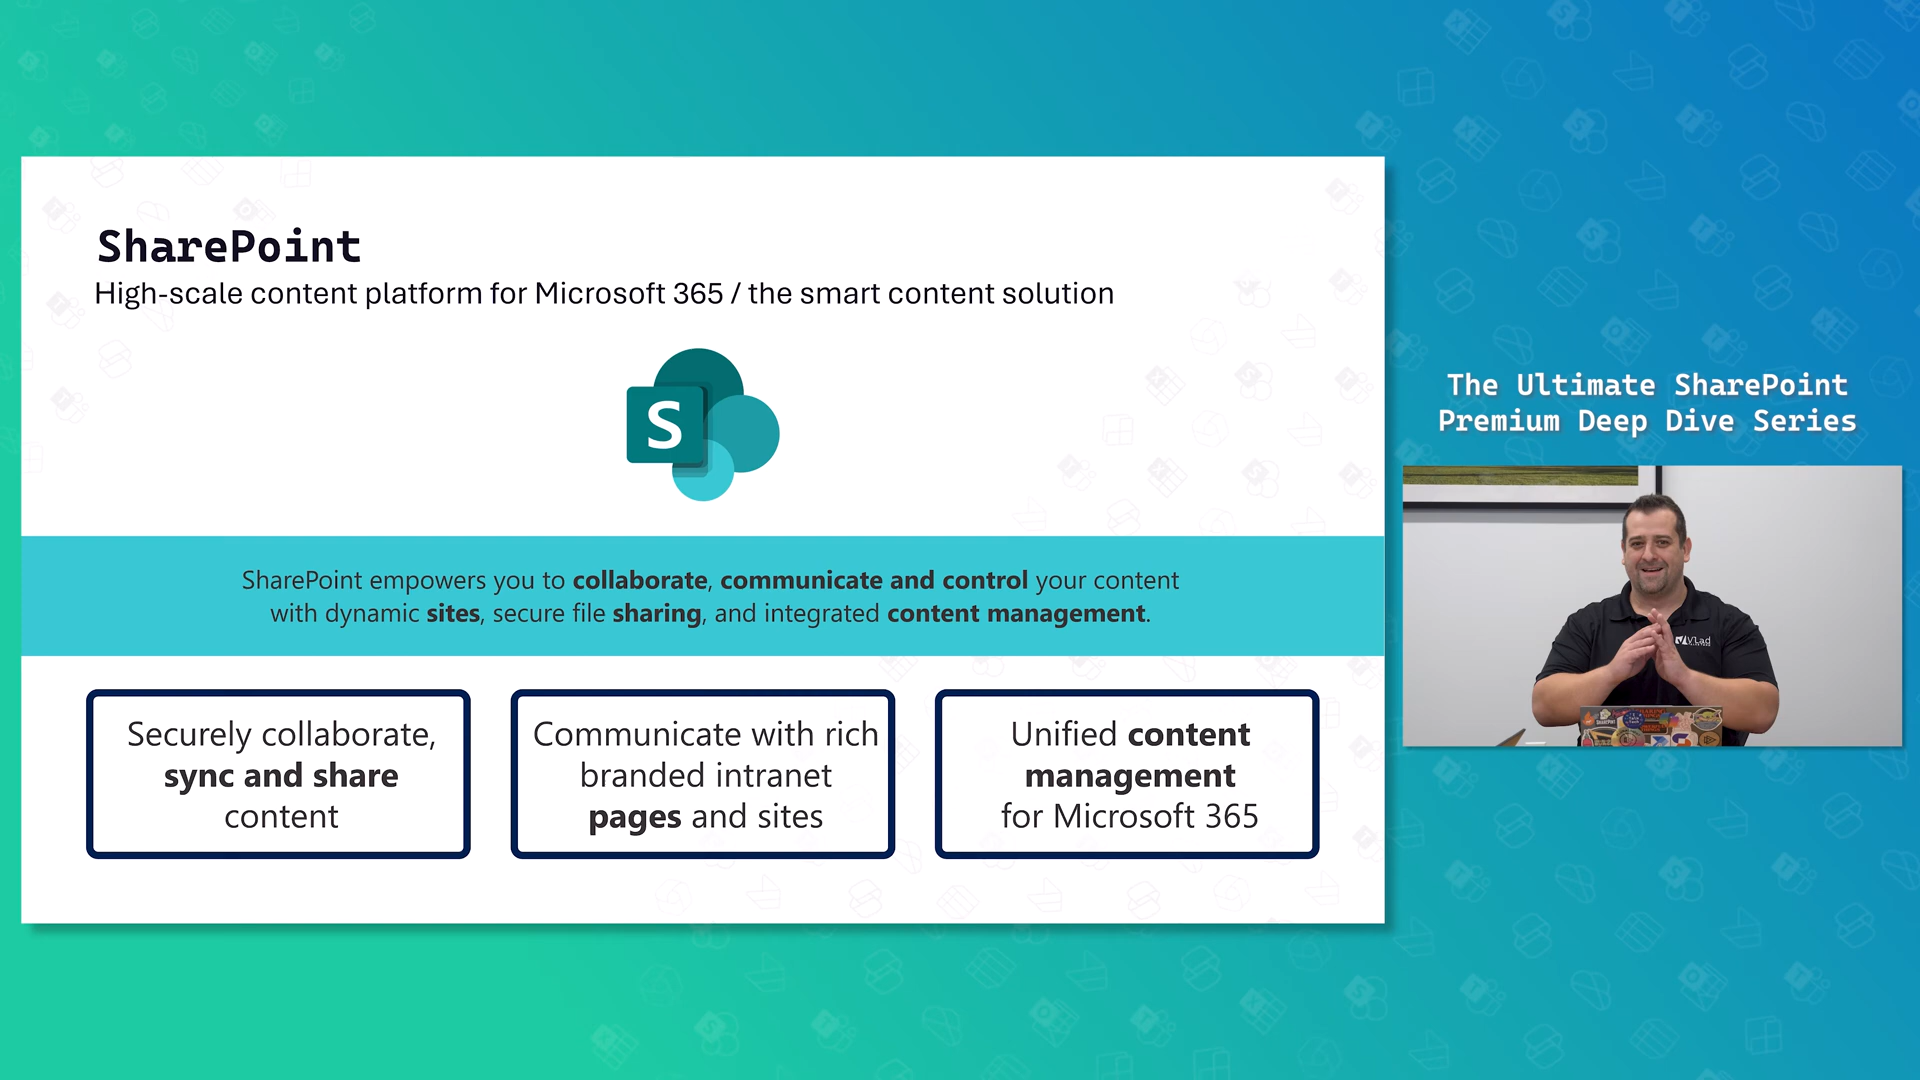 SharePoint
High-scale content platform for Microsoft 365 / the smart content solution
S
SharePoint empowers you to collaborate, communicate and control your content
with dynamic sites, secure file sharing, and integrated content management.
Securely collaborate,
sync and share
content
Communicate with rich
branded intranet
pages and sites
Unified content
management
for Microsoft 365
The Ultimate SharePoint
Premium Deep Dive Series
Vlad